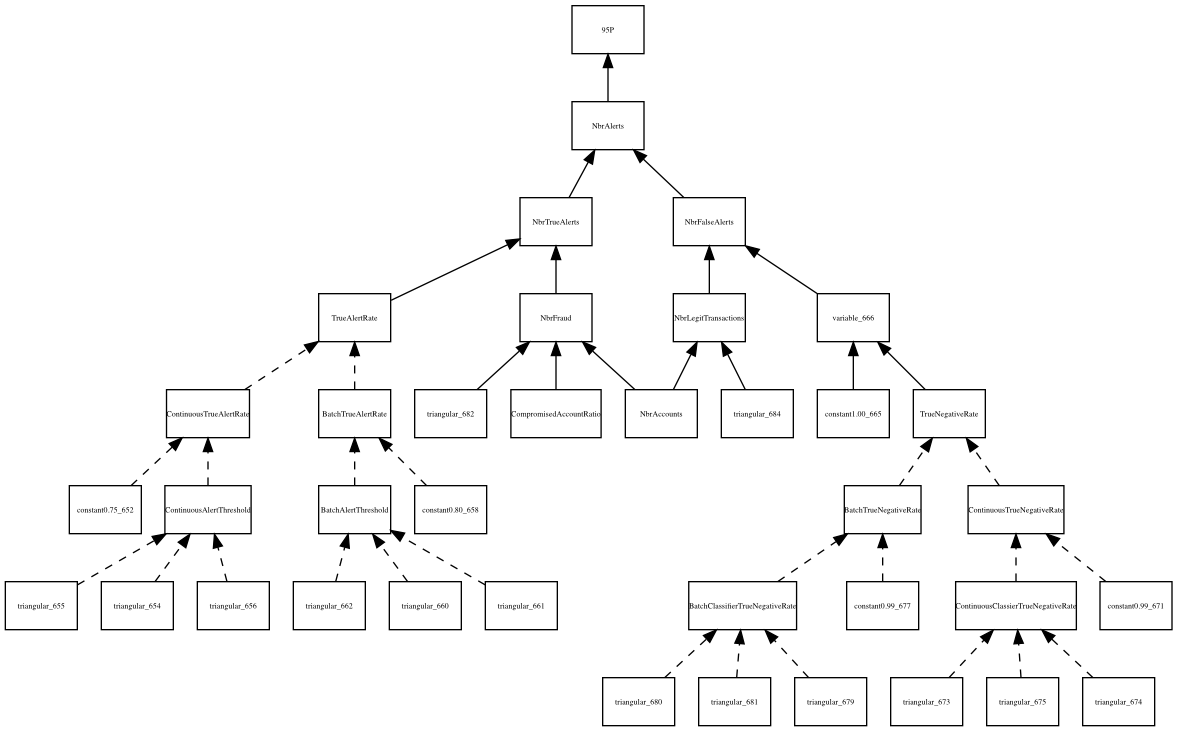 95P
NbrAlerts
NbrTrueAlerts
NbrFalseAlerts
TrueAlertRate
NbrFraud
NbrLegitTransactions
variable_666
ContinuousTrueAlertRate
BatchTrueAlertRate
triangular_682
CompromisedAccountRatio
NbrAccounts
triangular_684
constant1.00_665
TrueNegativeRate
constant0.75_652
ContinuousAlertThreshold
BatchAlertThreshold
constant0.80_658
BatchTrueNegativeRate
ContinuousTrueNegativeRate
triangular_655
triangular_654
triangular_656
triangular_662
triangular_660
triangular_661
BatchClassifierTrueNegativeRate
constant0.99_677
ContinuousClassierTrueNegativeRate
constant0.99_671
triangular_680
triangular_681
triangular_679
triangular_673
triangular_675
triangular_674